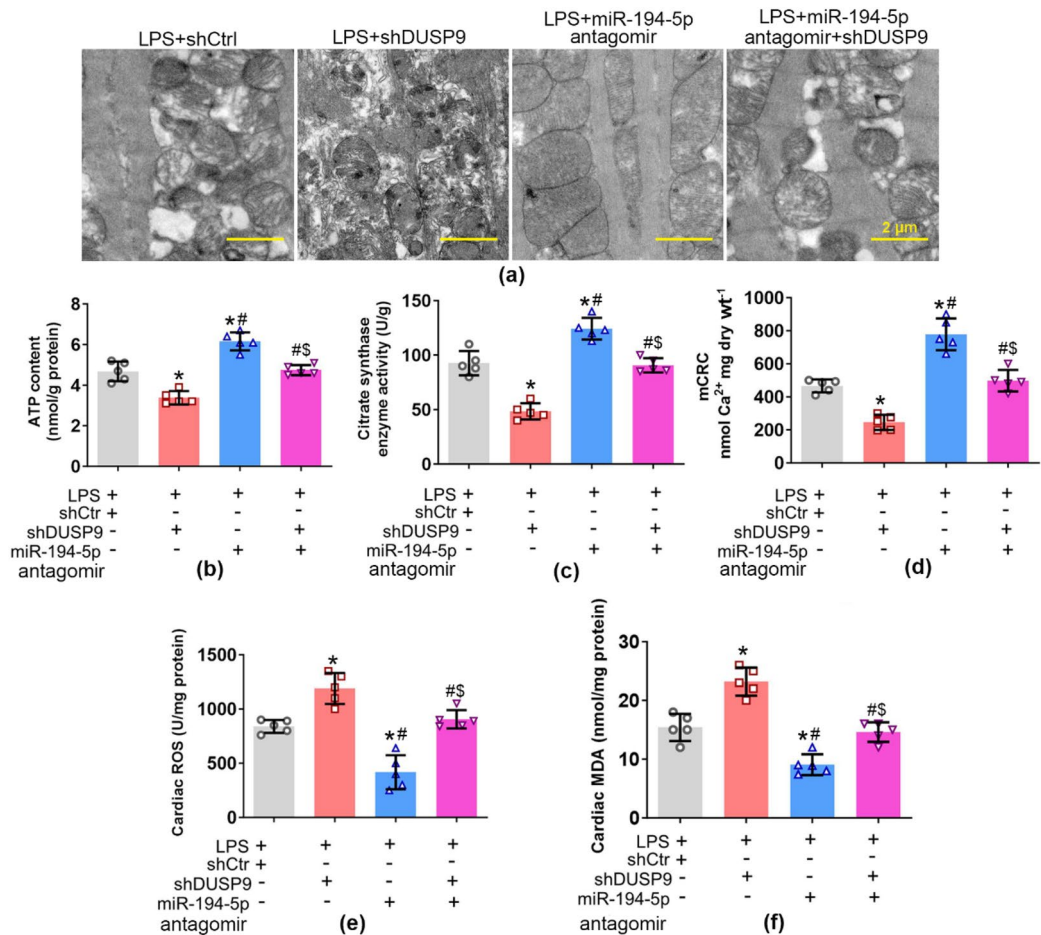 LPS+shCtrl
LPS+shDUSP9
LPS+miR-194-5p
antagomir
LPS+miR-194-5p
antagomir+shDUSP9
2 μm
(a)
ATP content
(nmol/g protein)
8
6
4
2
0
*
*#
#$
LPS + + + +
shCtr + - - -
shDUSP9 - + - +
miR-194-5p - - + +
antagomir
(b)
Citrate synthase
enzyme activity (U/g)
150
100
50
0
*
*#
#$
LPS + + + +
shCtr + - - -
shDUSP9 - + - +
miR-194-5p - - + +
antagomir
(c)
mCRC
nmol Ca²⁺ mg dry wt⁻¹
1000
800
600
400
200
0
*
*#
#$
LPS + + + +
shCtr + - - -
shDUSP9 - + - +
miR-194-5p - - + +
antagomir
(d)
Cardiac ROS (U/mg protein)
1500
1000
500
0
*
*#
#$
LPS + + + +
shCtr + - - -
shDUSP9 - + - +
miR-194-5p - - + +
antagomir
(e)
Cardiac MDA (nmol/mg protein)
30
20
10
0
*
*#
#$
LPS + + + +
shCtr + - - -
shDUSP9 - + - +
miR-194-5p - - + +
antagomir
(f)